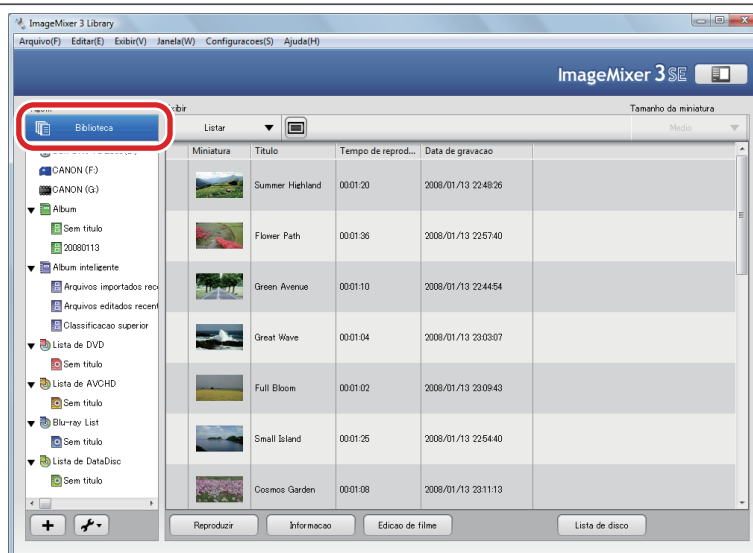 ImageMixer 3 Library
Arquivo(F) Editar(E) Exibir(V) Janela(W) Configuracoes(S) Ajuda(H)
ImageMixer 3 SE
Exibir Tamanho da miniatura
Biblioteca Listar Medio
Miniatura Titulo Tempo de reprod... Data de gravacao
CANON (F:)
CANON (G:)
Album
Sem titulo
20080113
Album inteligente
Arquivos importados rec
Arquivos editados recent
Classificacao superior
Lista de DVD
Sem titulo
Lista de AVCHD
Sem titulo
Blu-ray List
Sem titulo
Lista de DataDisc
Sem titulo
Summer Highland 00:01:20 2008/01/13 22:48:26
Flower Path 00:01:36 2008/01/13 22:57:40
Green Avenue 00:01:10 2008/01/13 22:44:54
Great Wave 00:01:04 2008/01/13 23:03:07
Full Bloom 00:01:02 2008/01/13 23:09:43
Small Island 00:01:25 2008/01/13 22:54:40
Cosmos Garden 00:01:08 2008/01/13 23:11:13
Reproduzir Informacao Edicao de filme Lista de disco